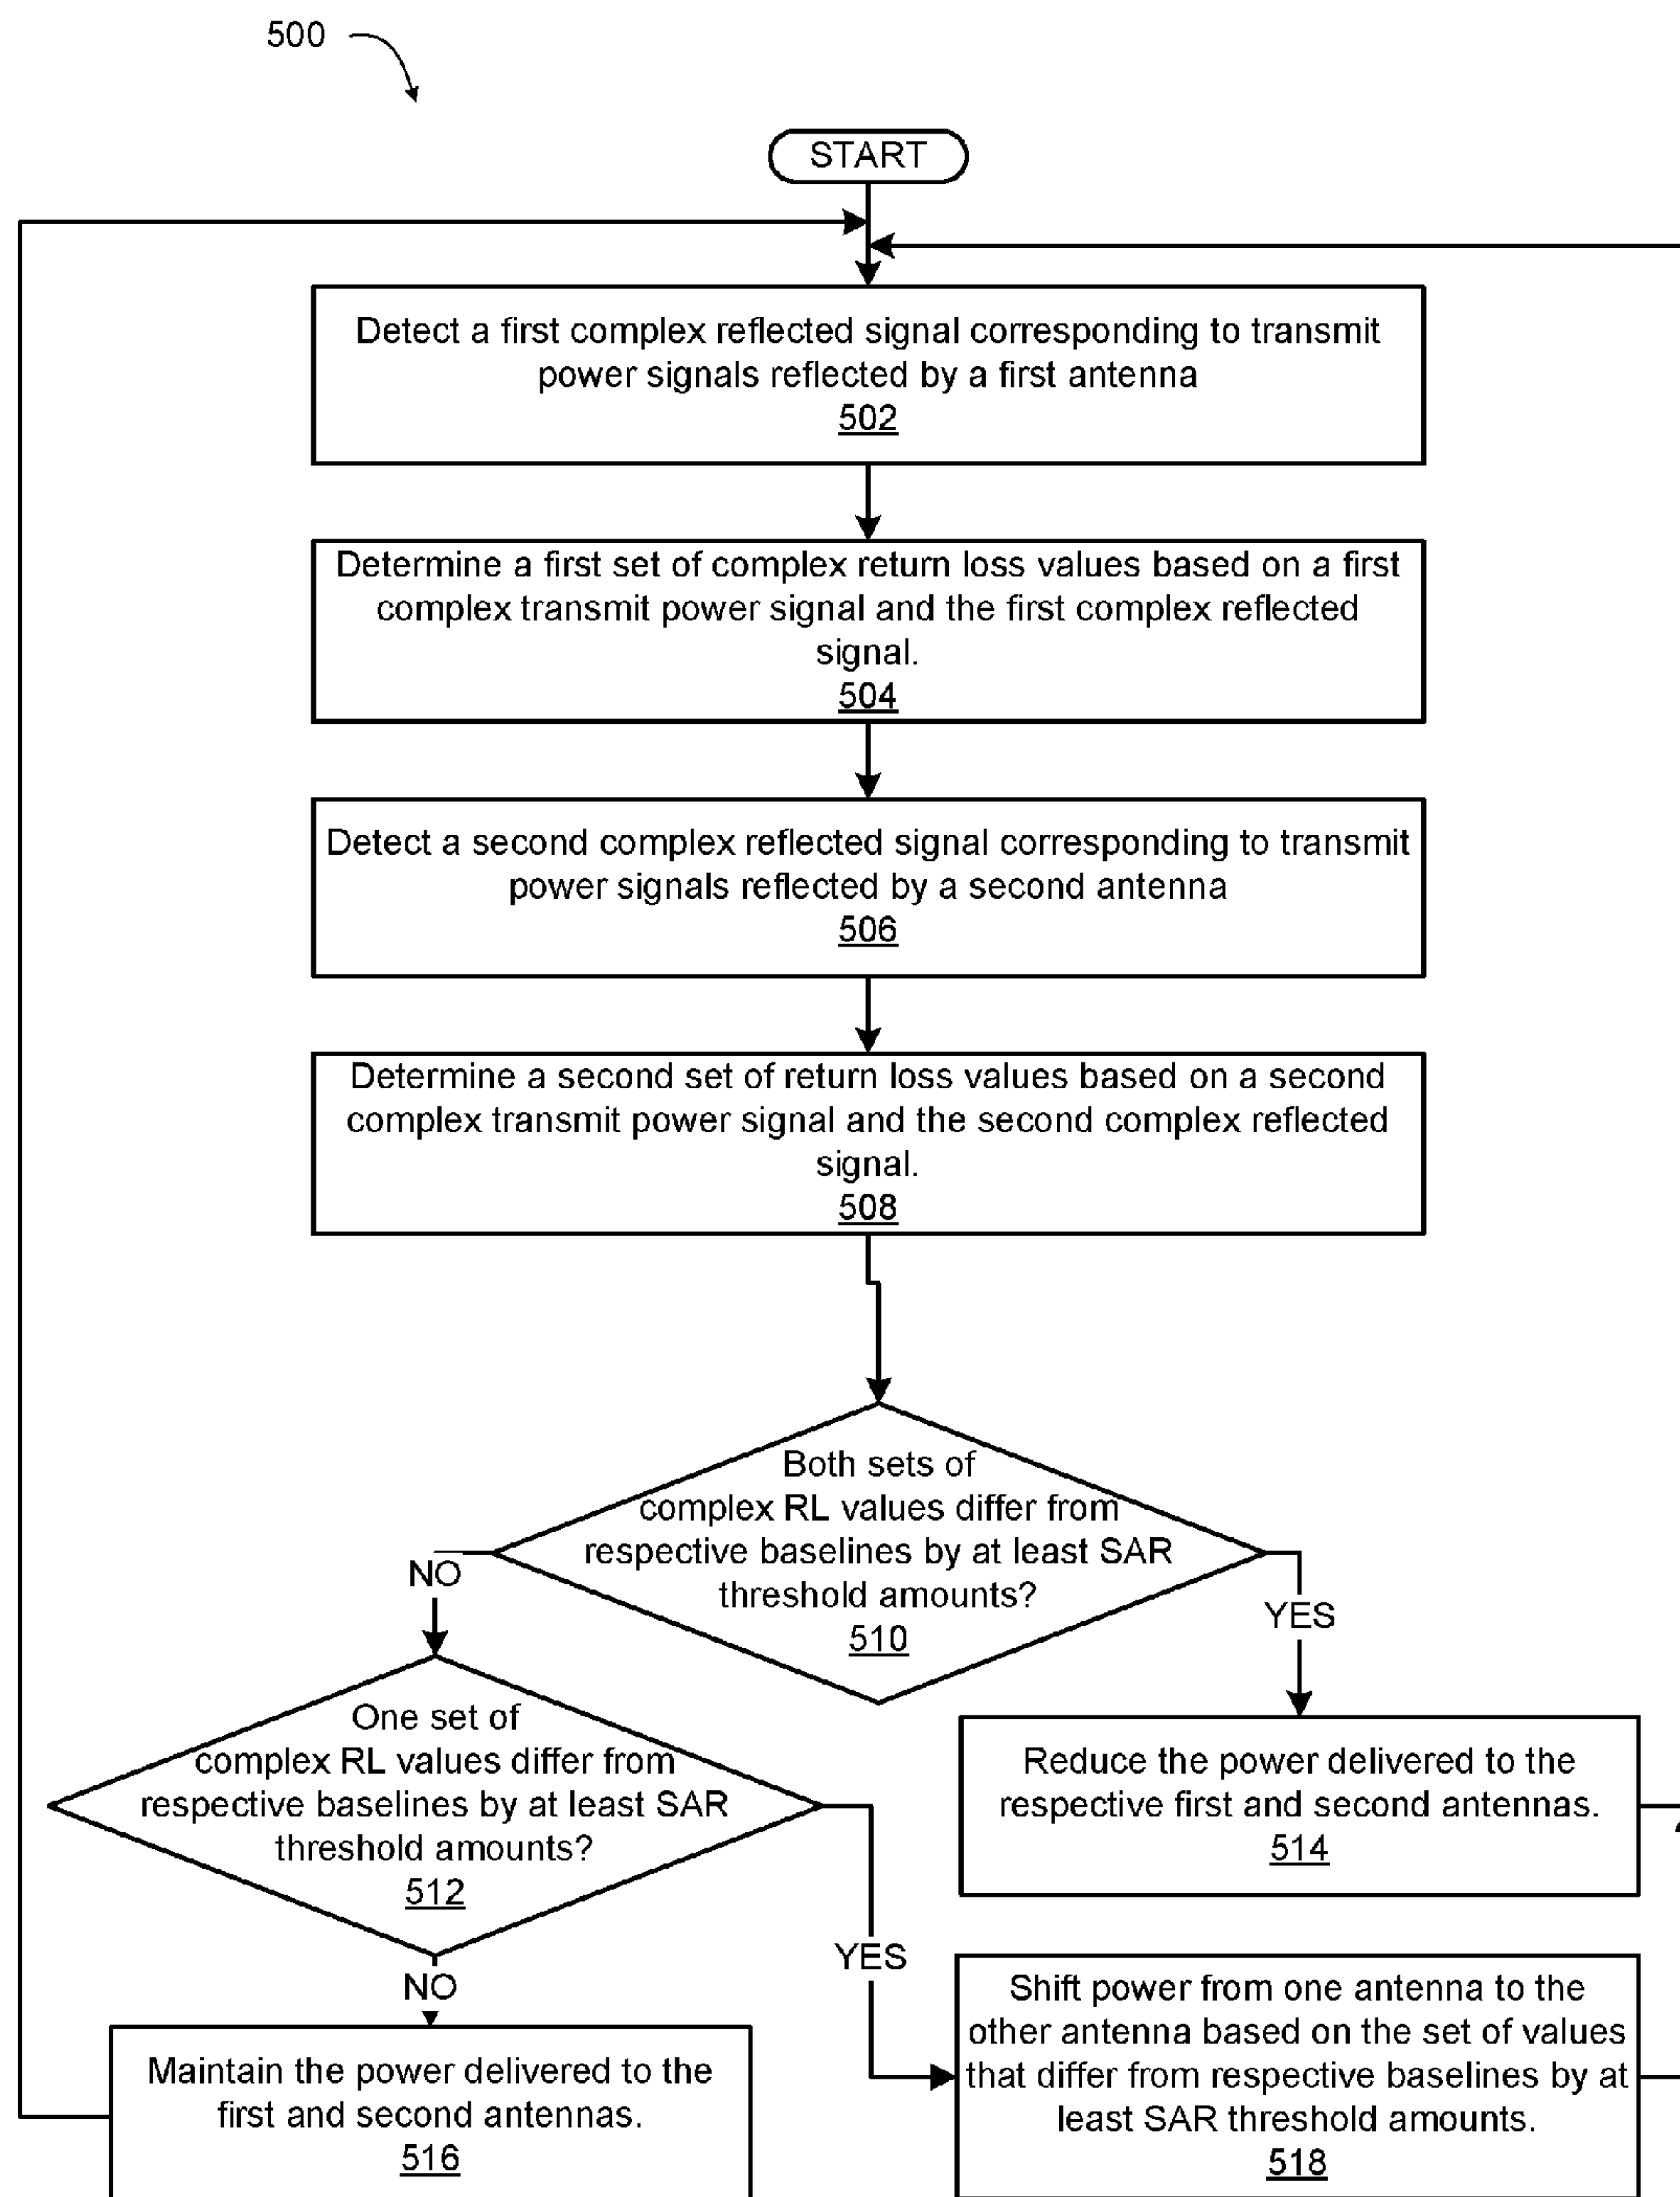 500
START
Detect a first complex reflected signal corresponding to transmit
power signals reflected by a first antenna
502
Determine a first set of complex return loss values based on a first
complex transmit power signal and the first complex reflected
signal.
504
Detect a second complex reflected signal corresponding to transmit
power signals reflected by a second antenna
506
Determine a second set of return loss values based on a second
complex transmit power signal and the second complex reflected
signal.
508
Both sets of
complex RL values differ from
respective baselines by at least SAR
threshold amounts?
510
NO
YES
One set of
complex RL values differ from
respective baselines by at least SAR
threshold amounts?
512
Reduce the power delivered to the
respective first and second antennas.
514
YES
NO
Maintain the power delivered to the
first and second antennas.
516
Shift power from one antenna to the
other antenna based on the set of values
that differ from respective baselines by at
least SAR threshold amounts.
518